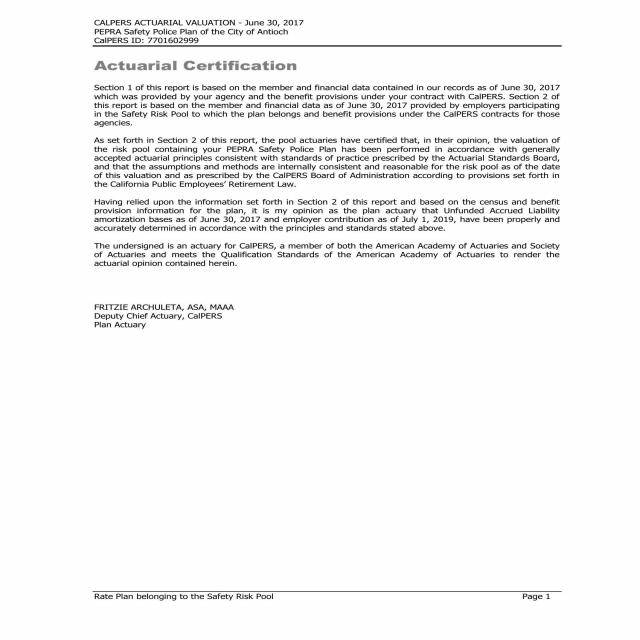 CALPERS ACTUARIAL VALUATION - June 30, 2017
PEPRA Safety Police Plan of the City of Antioch
CalPERS ID: 7701602999
Actuarial Certification
Section 1 of this report is based on the member and financial data contained in our records as of June 30, 2017
which was provided by your agency and the benefit provisions under your contract with CalPERS. Section 2 of
this report is based on the member and financial data as of June 30, 2017 provided by employers participating
in the Safety Risk Pool to which the plan belongs and benefit provisions under the CalPERS contracts for those
agencies.
As set forth in Section 2 of this report, the pool actuaries have certified that, in their opinion, the valuation of
the risk pool containing your PEPRA Safety Police Plan has been performed in accordance with generally
accepted actuarial principles consistent with standards of practice prescribed by the Actuarial Standards Board,
and that the assumptions and methods are internally consistent and reasonable for the risk pool as of the date
of this valuation and as prescribed by the CalPERS Board of Administration according to provisions set forth in
the California Public Employees' Retirement Law.
Having relied upon the information set forth in Section 2 of this report and based on the census and benefit
provision information for the plan, it is my opinion as the plan actuary that Unfunded Accrued Liability
amortization bases as of June 30, 2017 and employer contribution as of July 1, 2019, have been properly and
accurately determined in accordance with the principles and standards stated above.
The undersigned is an actuary for CalPERS, a member of both the American Academy of Actuaries and Society
of Actuaries and meets the Qualification Standards of the American Academy of Actuaries to render the
actuarial opinion contained herein.
FRITZIE ARCHULETA, ASA, MAAA
Deputy Chief Actuary, CalPERS
Plan Actuary
Rate Plan belonging to the Safety Risk Pool
Page 1